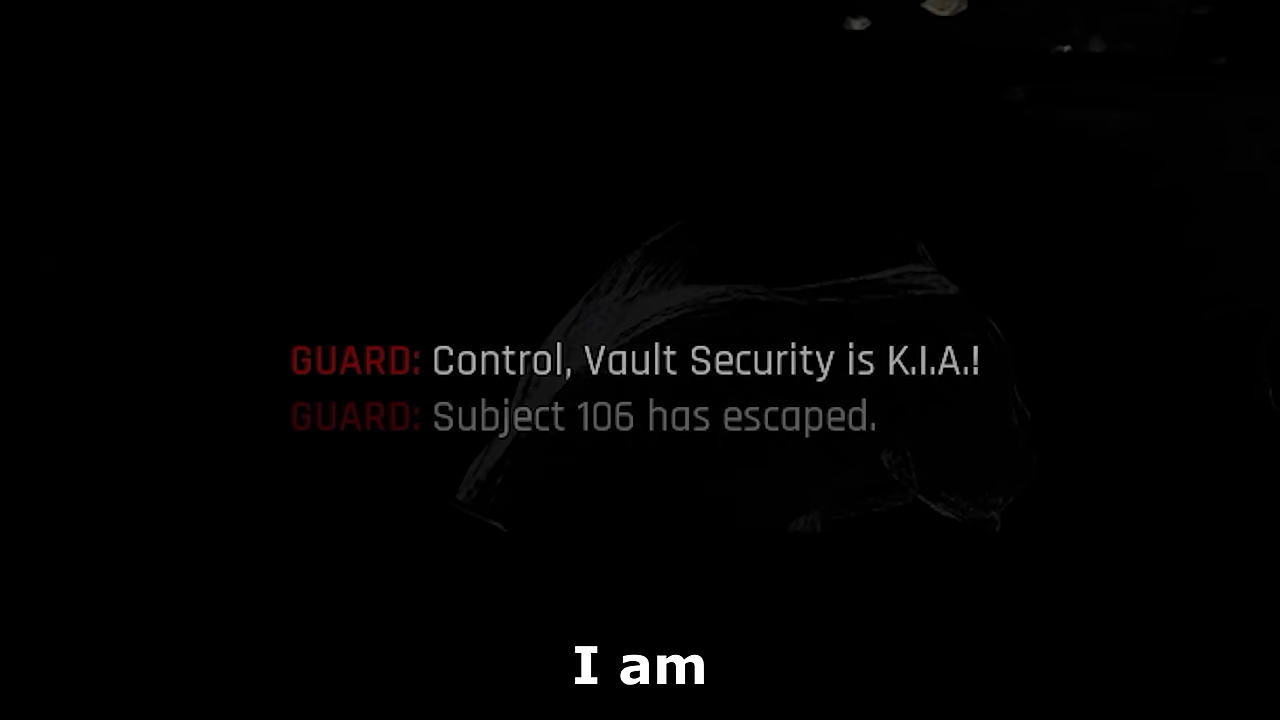 GUARD: Control, Vault Security is K.I.A.!
GUARD: Subject 106 has escaped.
I am